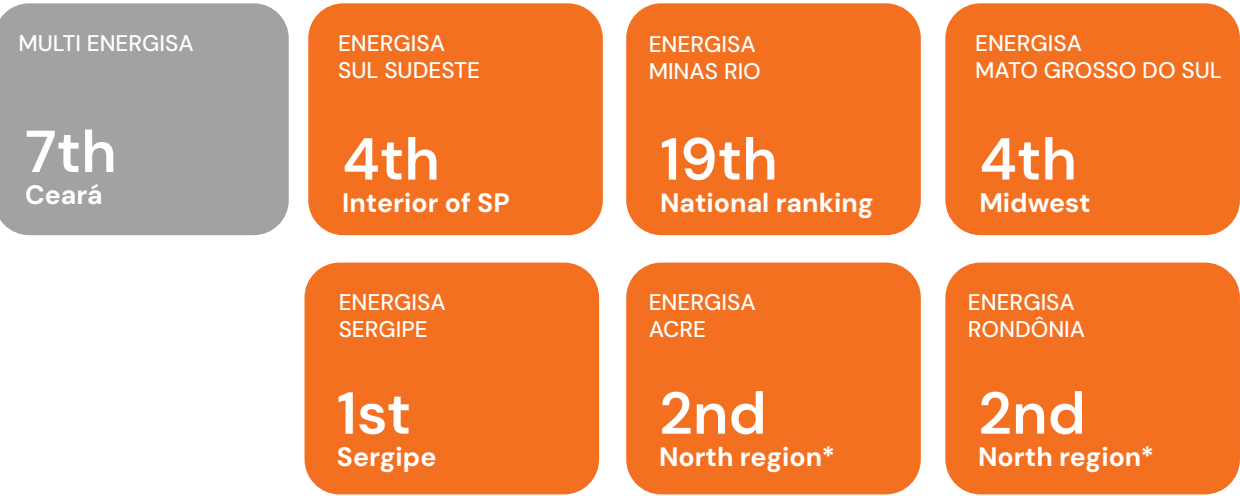 MULTI ENERGISA
7th
Ceará
ENERGISA
SUL SUDESTE
4th
Interior of SP
ENERGISA
MINAS RIO
19th
National ranking
ENERGISA
MATO GROSSO DO SUL
4th
Midwest
ENERGISA
SERGIPE
1st
Sergipe
ENERGISA
ACRE
2nd
North region*
ENERGISA
RONDÔNIA
2nd
North region*